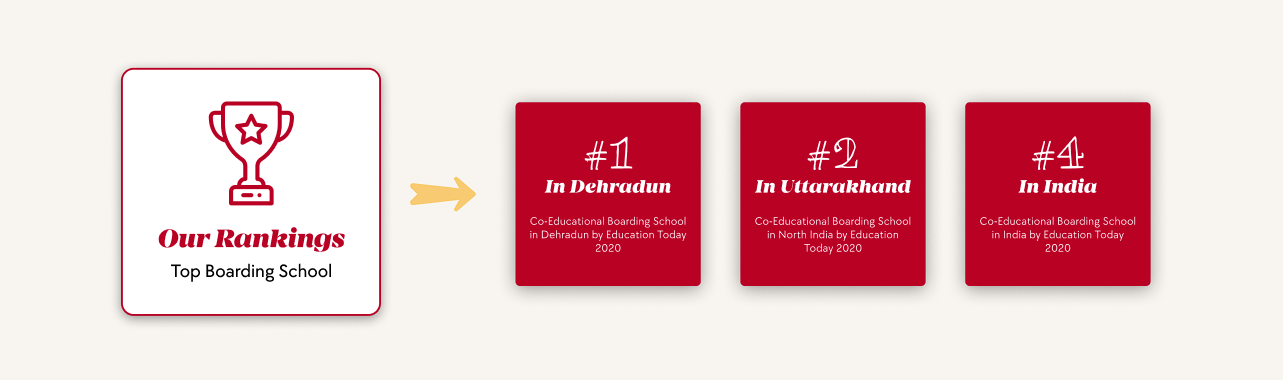 Our Rankings
Top Boarding School
#1
In Dehradun
Co-Educational Boarding School
in Dehradun by Education Today
2020
#2
In Uttarakhand
Co-Educational Boarding School
in North India by Education
Today 2020
#4
In India
Co-Educational Boarding School
in India by Education Today
2020